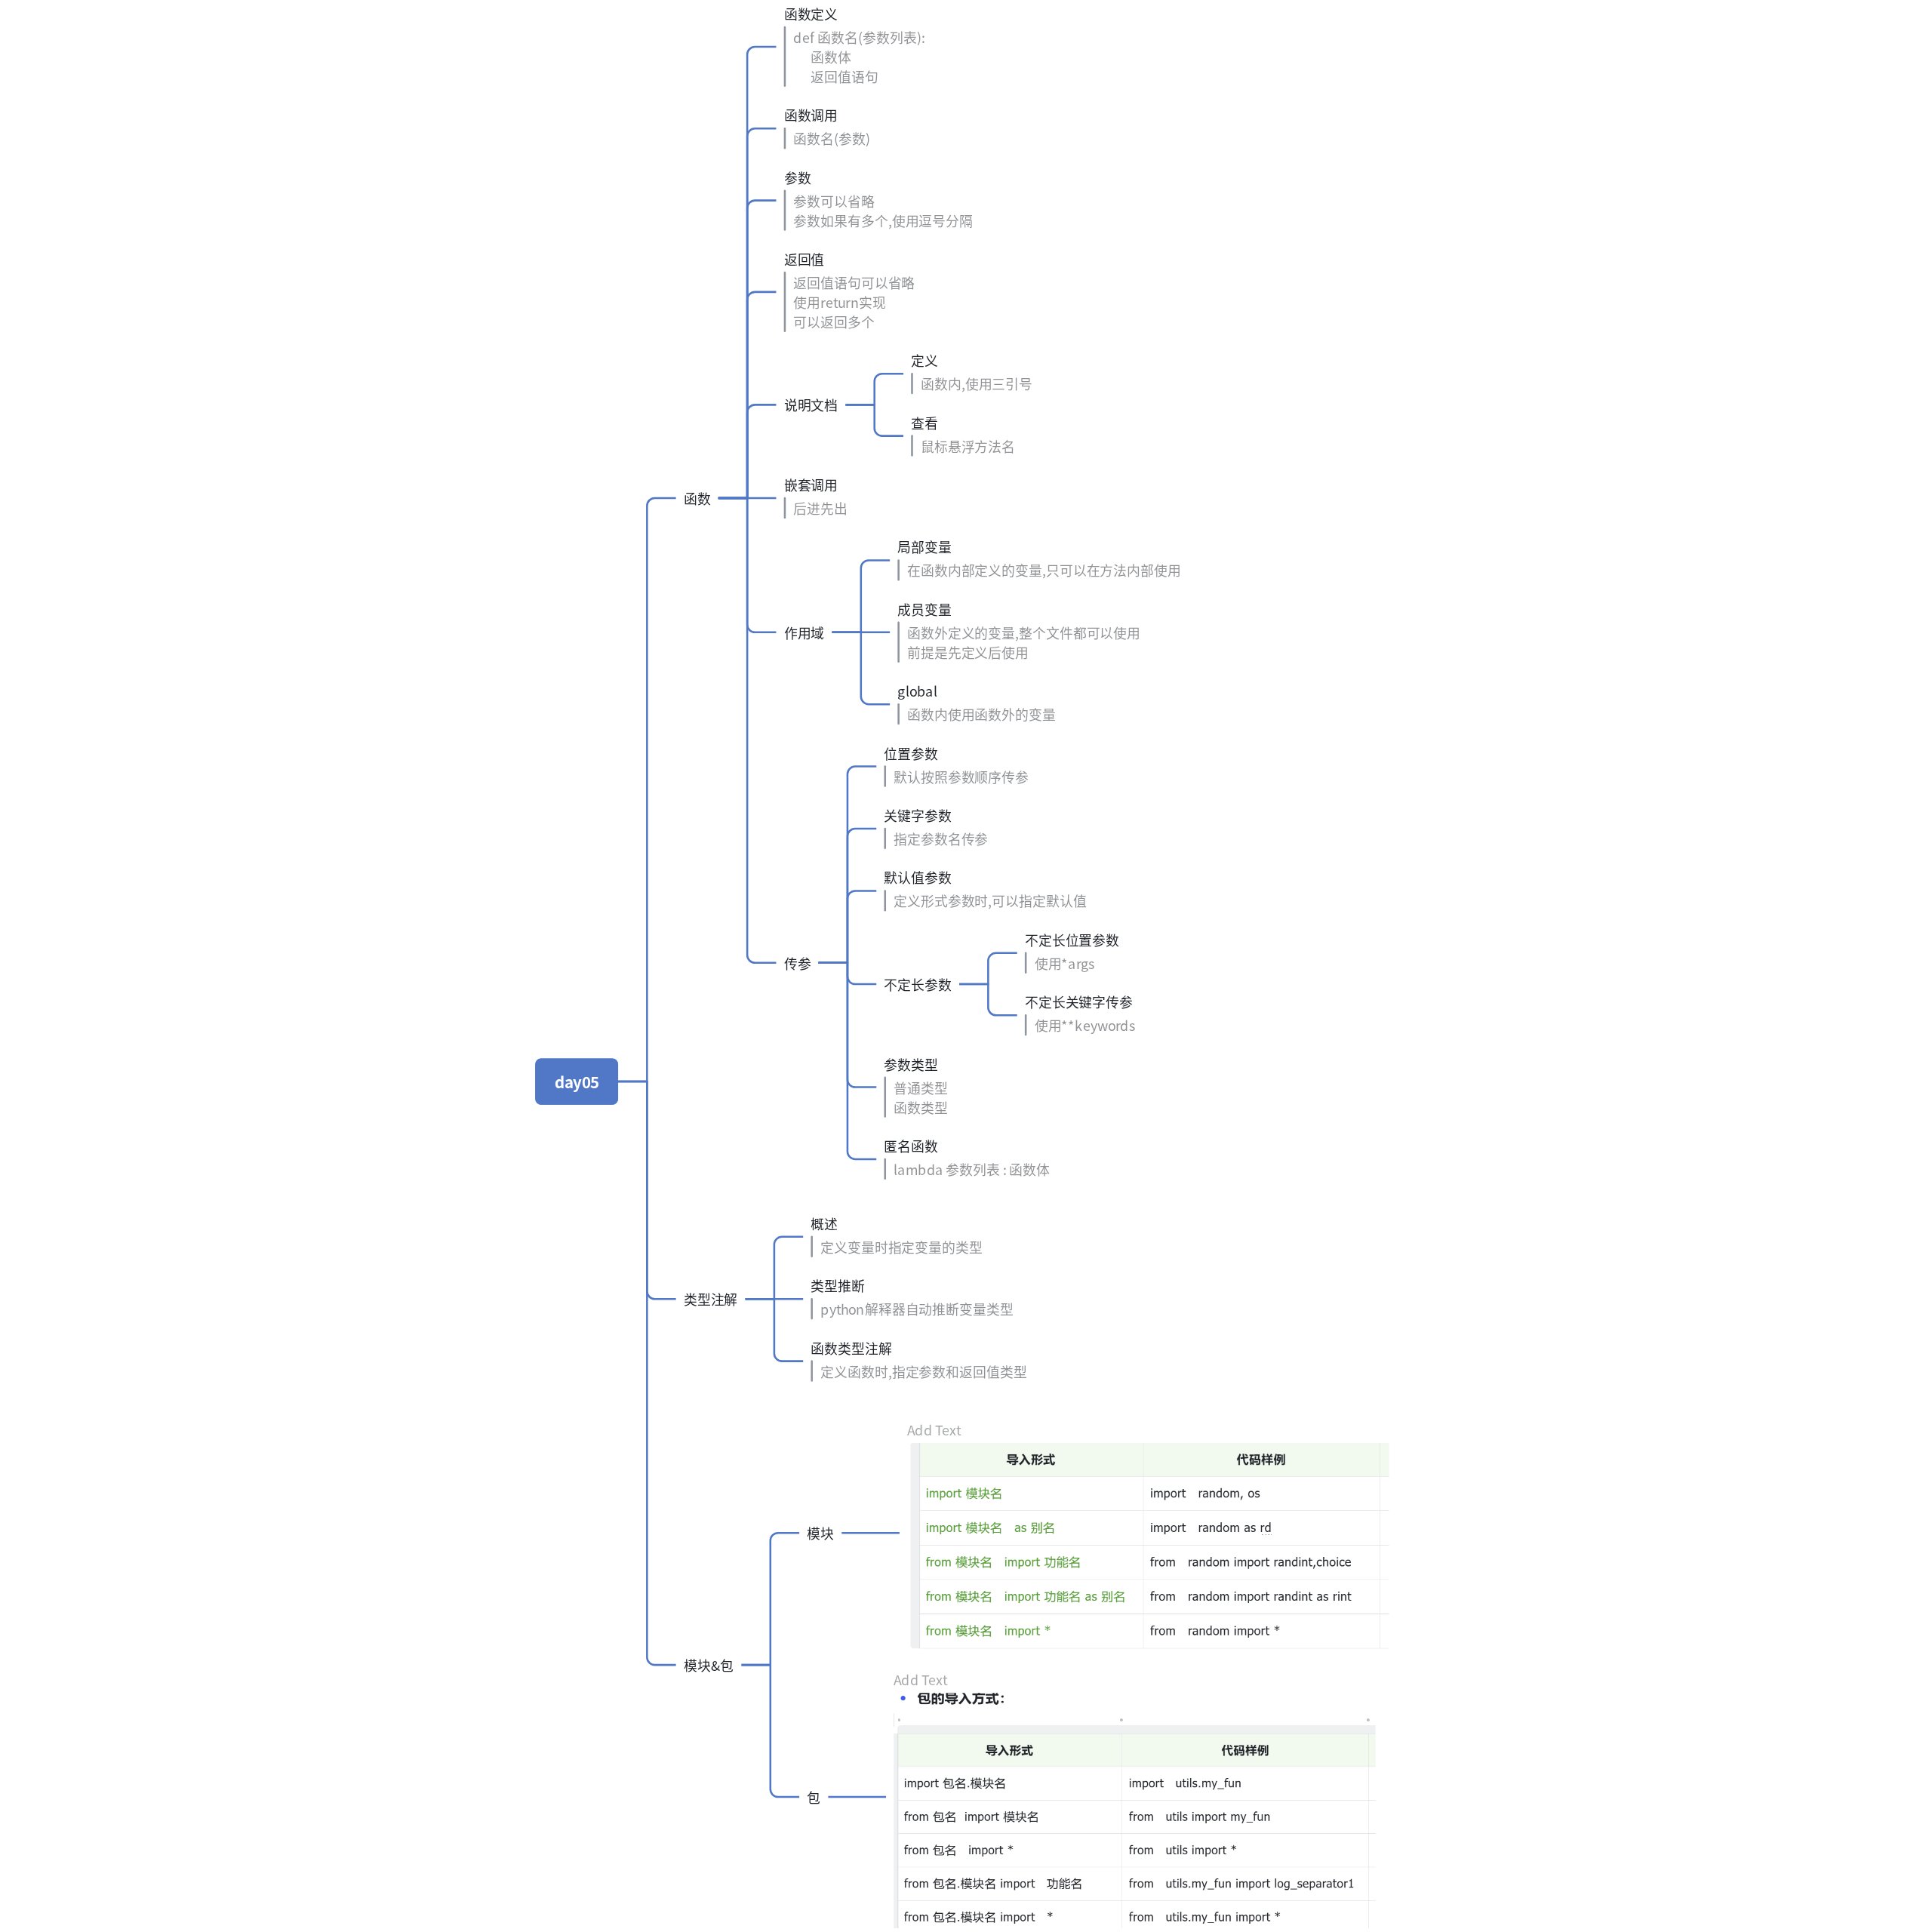 函数定义
def 函数名(参数列表):
函数体
返回值语句
函数调用
函数名(参数)
参数
参数可以省略
参数如果有多个,使用逗号分隔
返回值
返回值语句可以省略
使用return实现
可以返回多个
定义
函数内,使用三引号
说明文档
查看
鼠标悬浮方法名
函数
嵌套调用
后进先出
局部变量
在函数内部定义的变量,只可以在方法内部使用
成员变量
作用域
函数外定义的变量,整个文件都可以使用
前提是先定义后使用
global
函数内使用函数外的变量
位置参数
默认按照参数顺序传参
关键字参数
指定参数名传参
默认值参数
定义形式参数时,可以指定默认值
不定长位置参数
传参
使用*args
不定长参数
不定长关键字传参
使用**keywords
参数类型
day05
普通类型
函数类型
匿名函数
lambda 参数列表 : 函数体
概述
定义变量时指定变量的类型
类型注解
类型推断
python解释器自动推断变量类型
函数类型注解
定义函数时,指定参数和返回值类型
Add Text
导入形式 代码样例
import 模块名 import random, os
模块
import 模块名 as 别名 import random as rd
from 模块名 import 功能名 from random import randint,choice
from 模块名 import 功能名 as 别名 from random import randint as rint
from 模块名 import * from random import *
模块&包
Add Text
• 包的导入方式:
导入形式 代码样例
import 包名.模块名 import utils.my_fun
包
from 包名 import 模块名 from utils import my_fun
from 包名 import * from utils import *
from 包名.模块名 import 功能名 from utils.my_fun import log_separator1
from 包名.模块名 import * from utils.my_fun import *